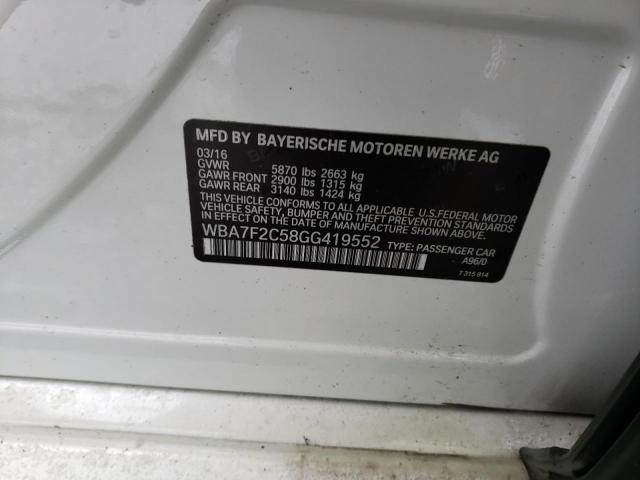 MFD BY BAYERISCHE MOTOREN WERKE AG
03/16
GVWR 5870 lbs 2663 kg
GAWR FRONT 2900 lbs 1315 kg
GAWR REAR 3140 lbs 1424 kg
THIS VEHICLE CONFORMS TO ALL APPLICABLE U.S. FEDERAL MOTOR
VEHICLE SAFETY, BUMPER, AND THEFT PREVENTION STANDARDS
IN EFFECT ON THE DATE OF MANUFACTURE SHOWN ABOVE.
WBA7F2C58GG419552 TYPE: PASSENGER CAR
A96/0
7 315 814